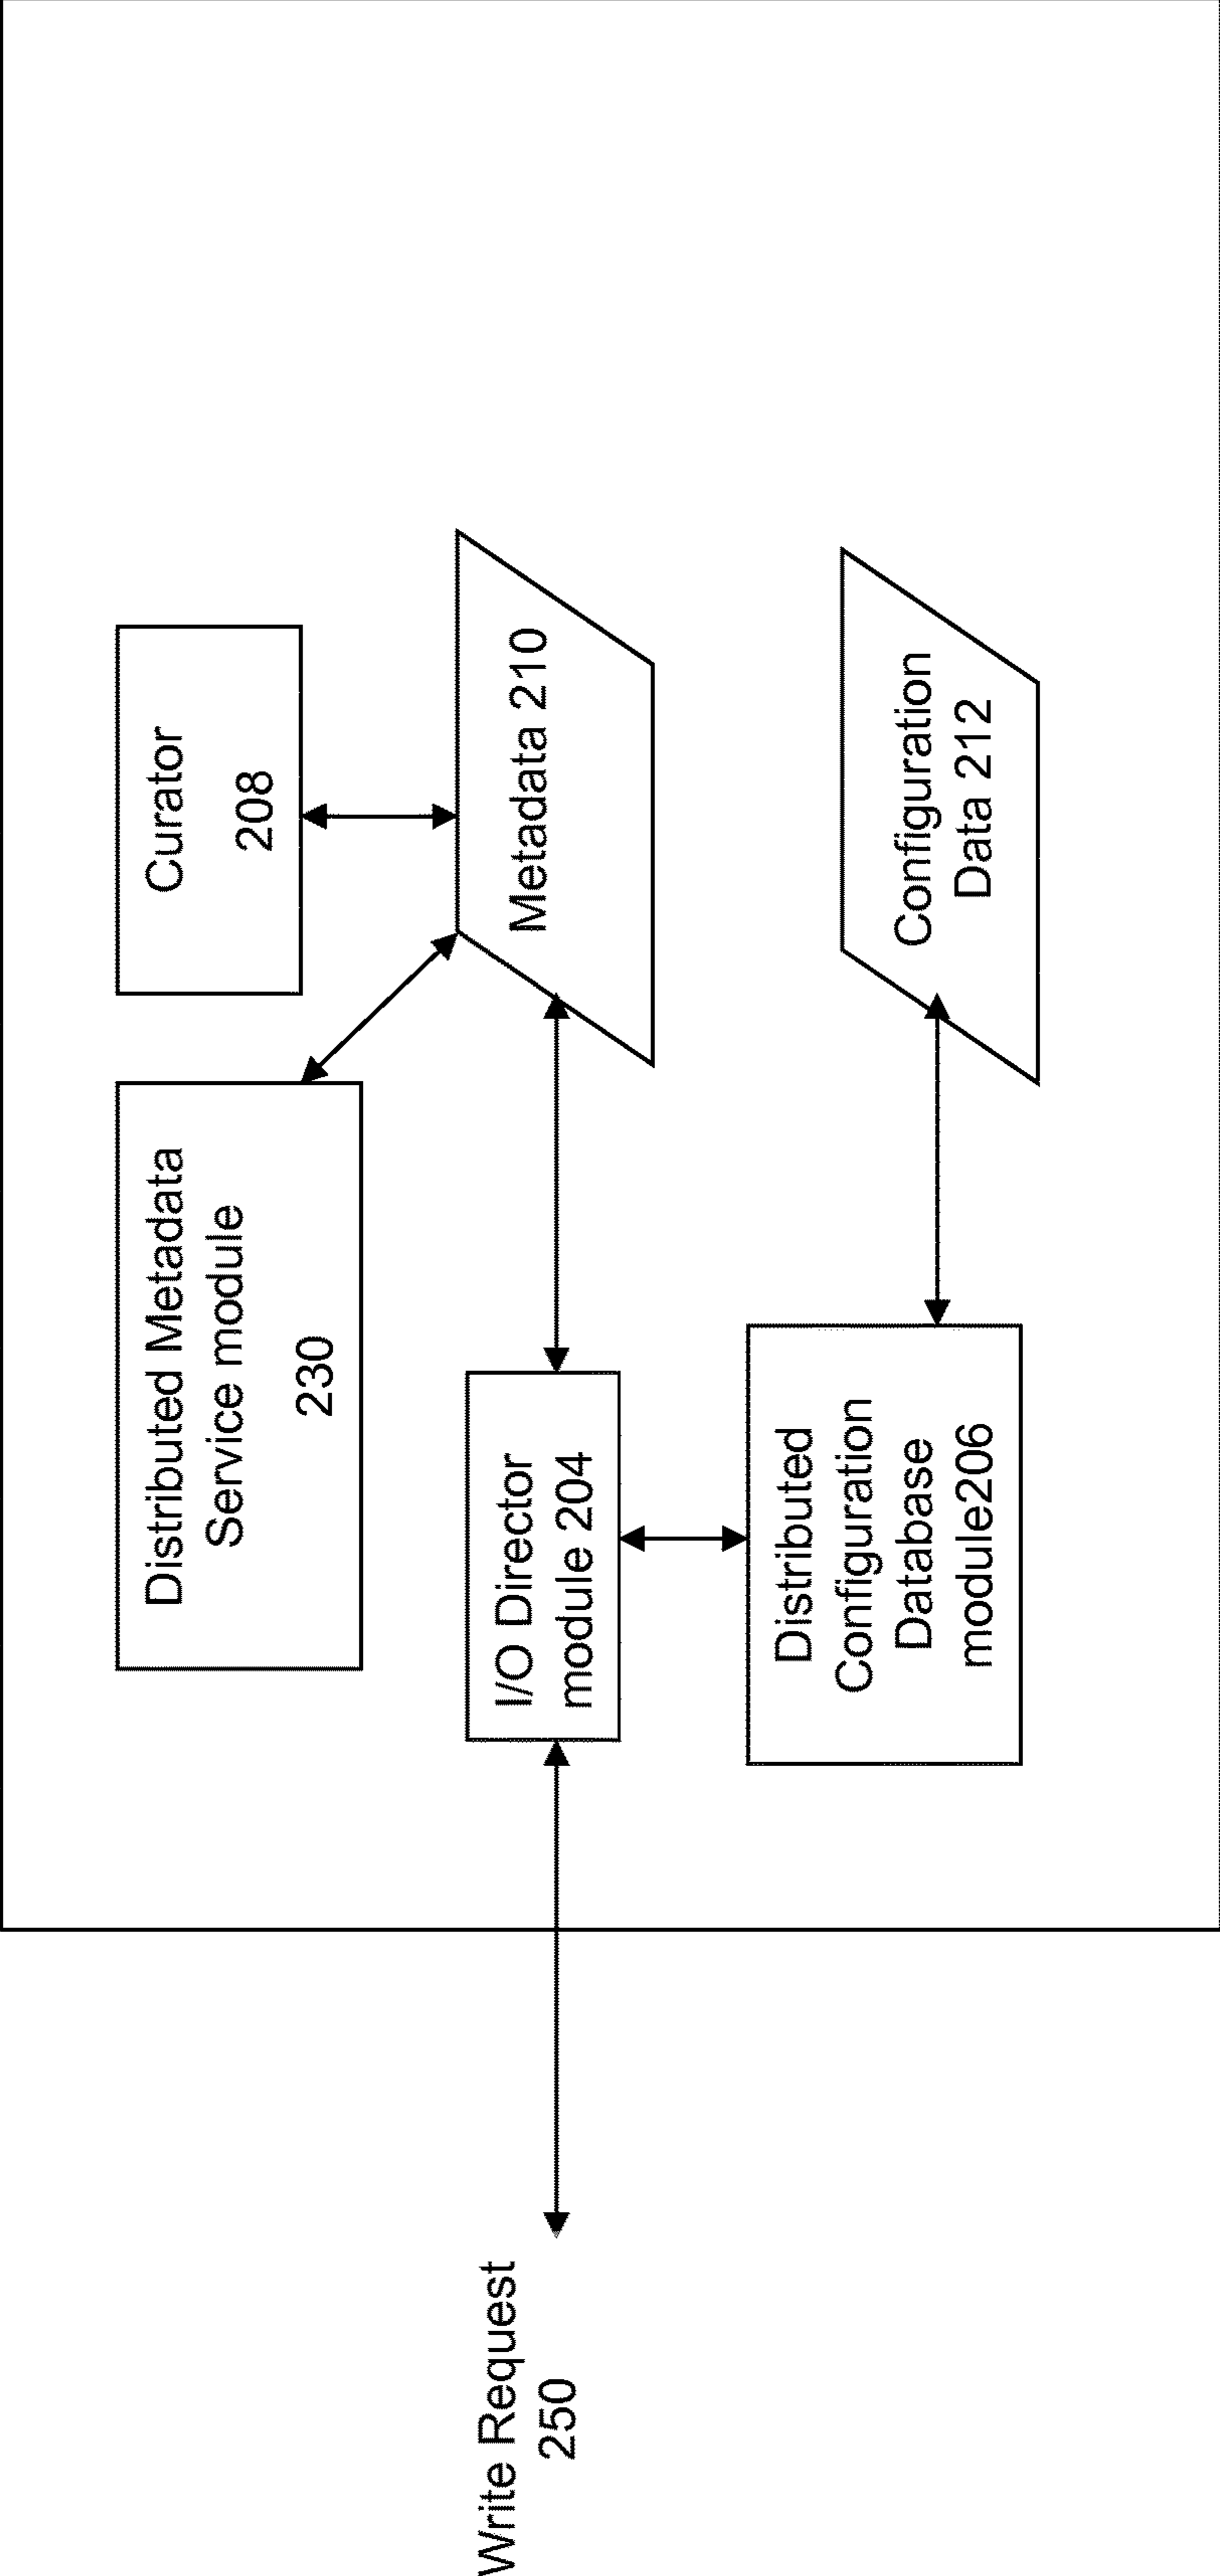 Distributed Metadata
Service module
230
Curator
208
Write Request
250
I/O Director
module 204
Metadata 210
Distributed
Configuration
Database
module206
Configuration
Data 212